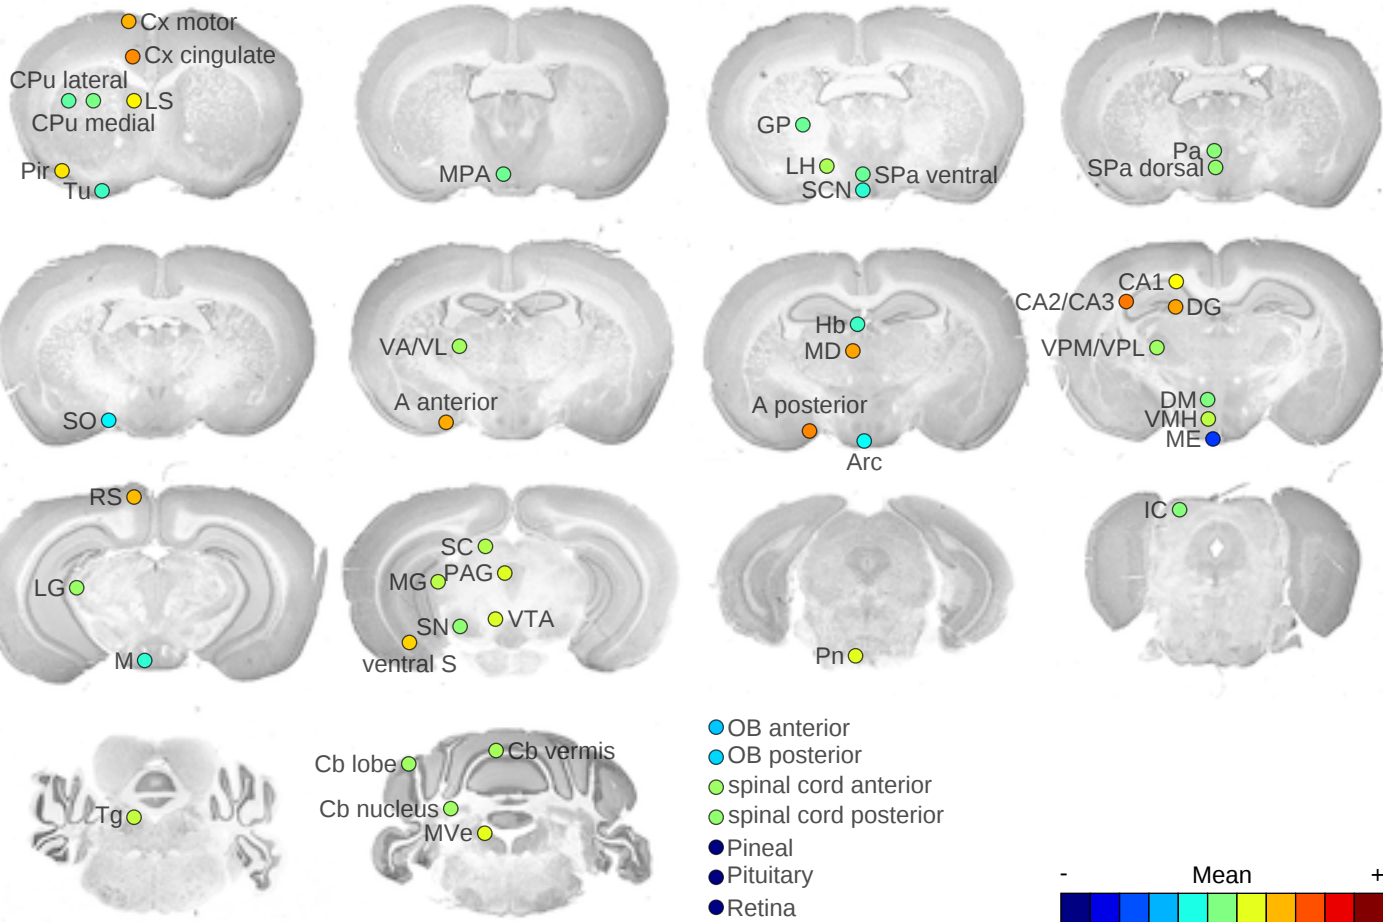 Cx motor
Cx cingulate
CPu lateral
LS
CPu medial
Pir
Tu
MPA
GP
LH
SPa ventral
SCN
Pa
SPa dorsal
SO
VA/VL
A anterior
Hb
MD
A posterior
Arc
CA1
CA2/CA3
DG
VPM/VPL
DM
VMH
ME
RS
LG
M
SC
PAG
MG
VTA
SN
ventral S
Pn
IC
Tg
Cb vermis
Cb lobe
Cb nucleus
MVe
OB anterior
OB posterior
spinal cord anterior
spinal cord posterior
Pineal
Pituitary
Retina
- Mean +